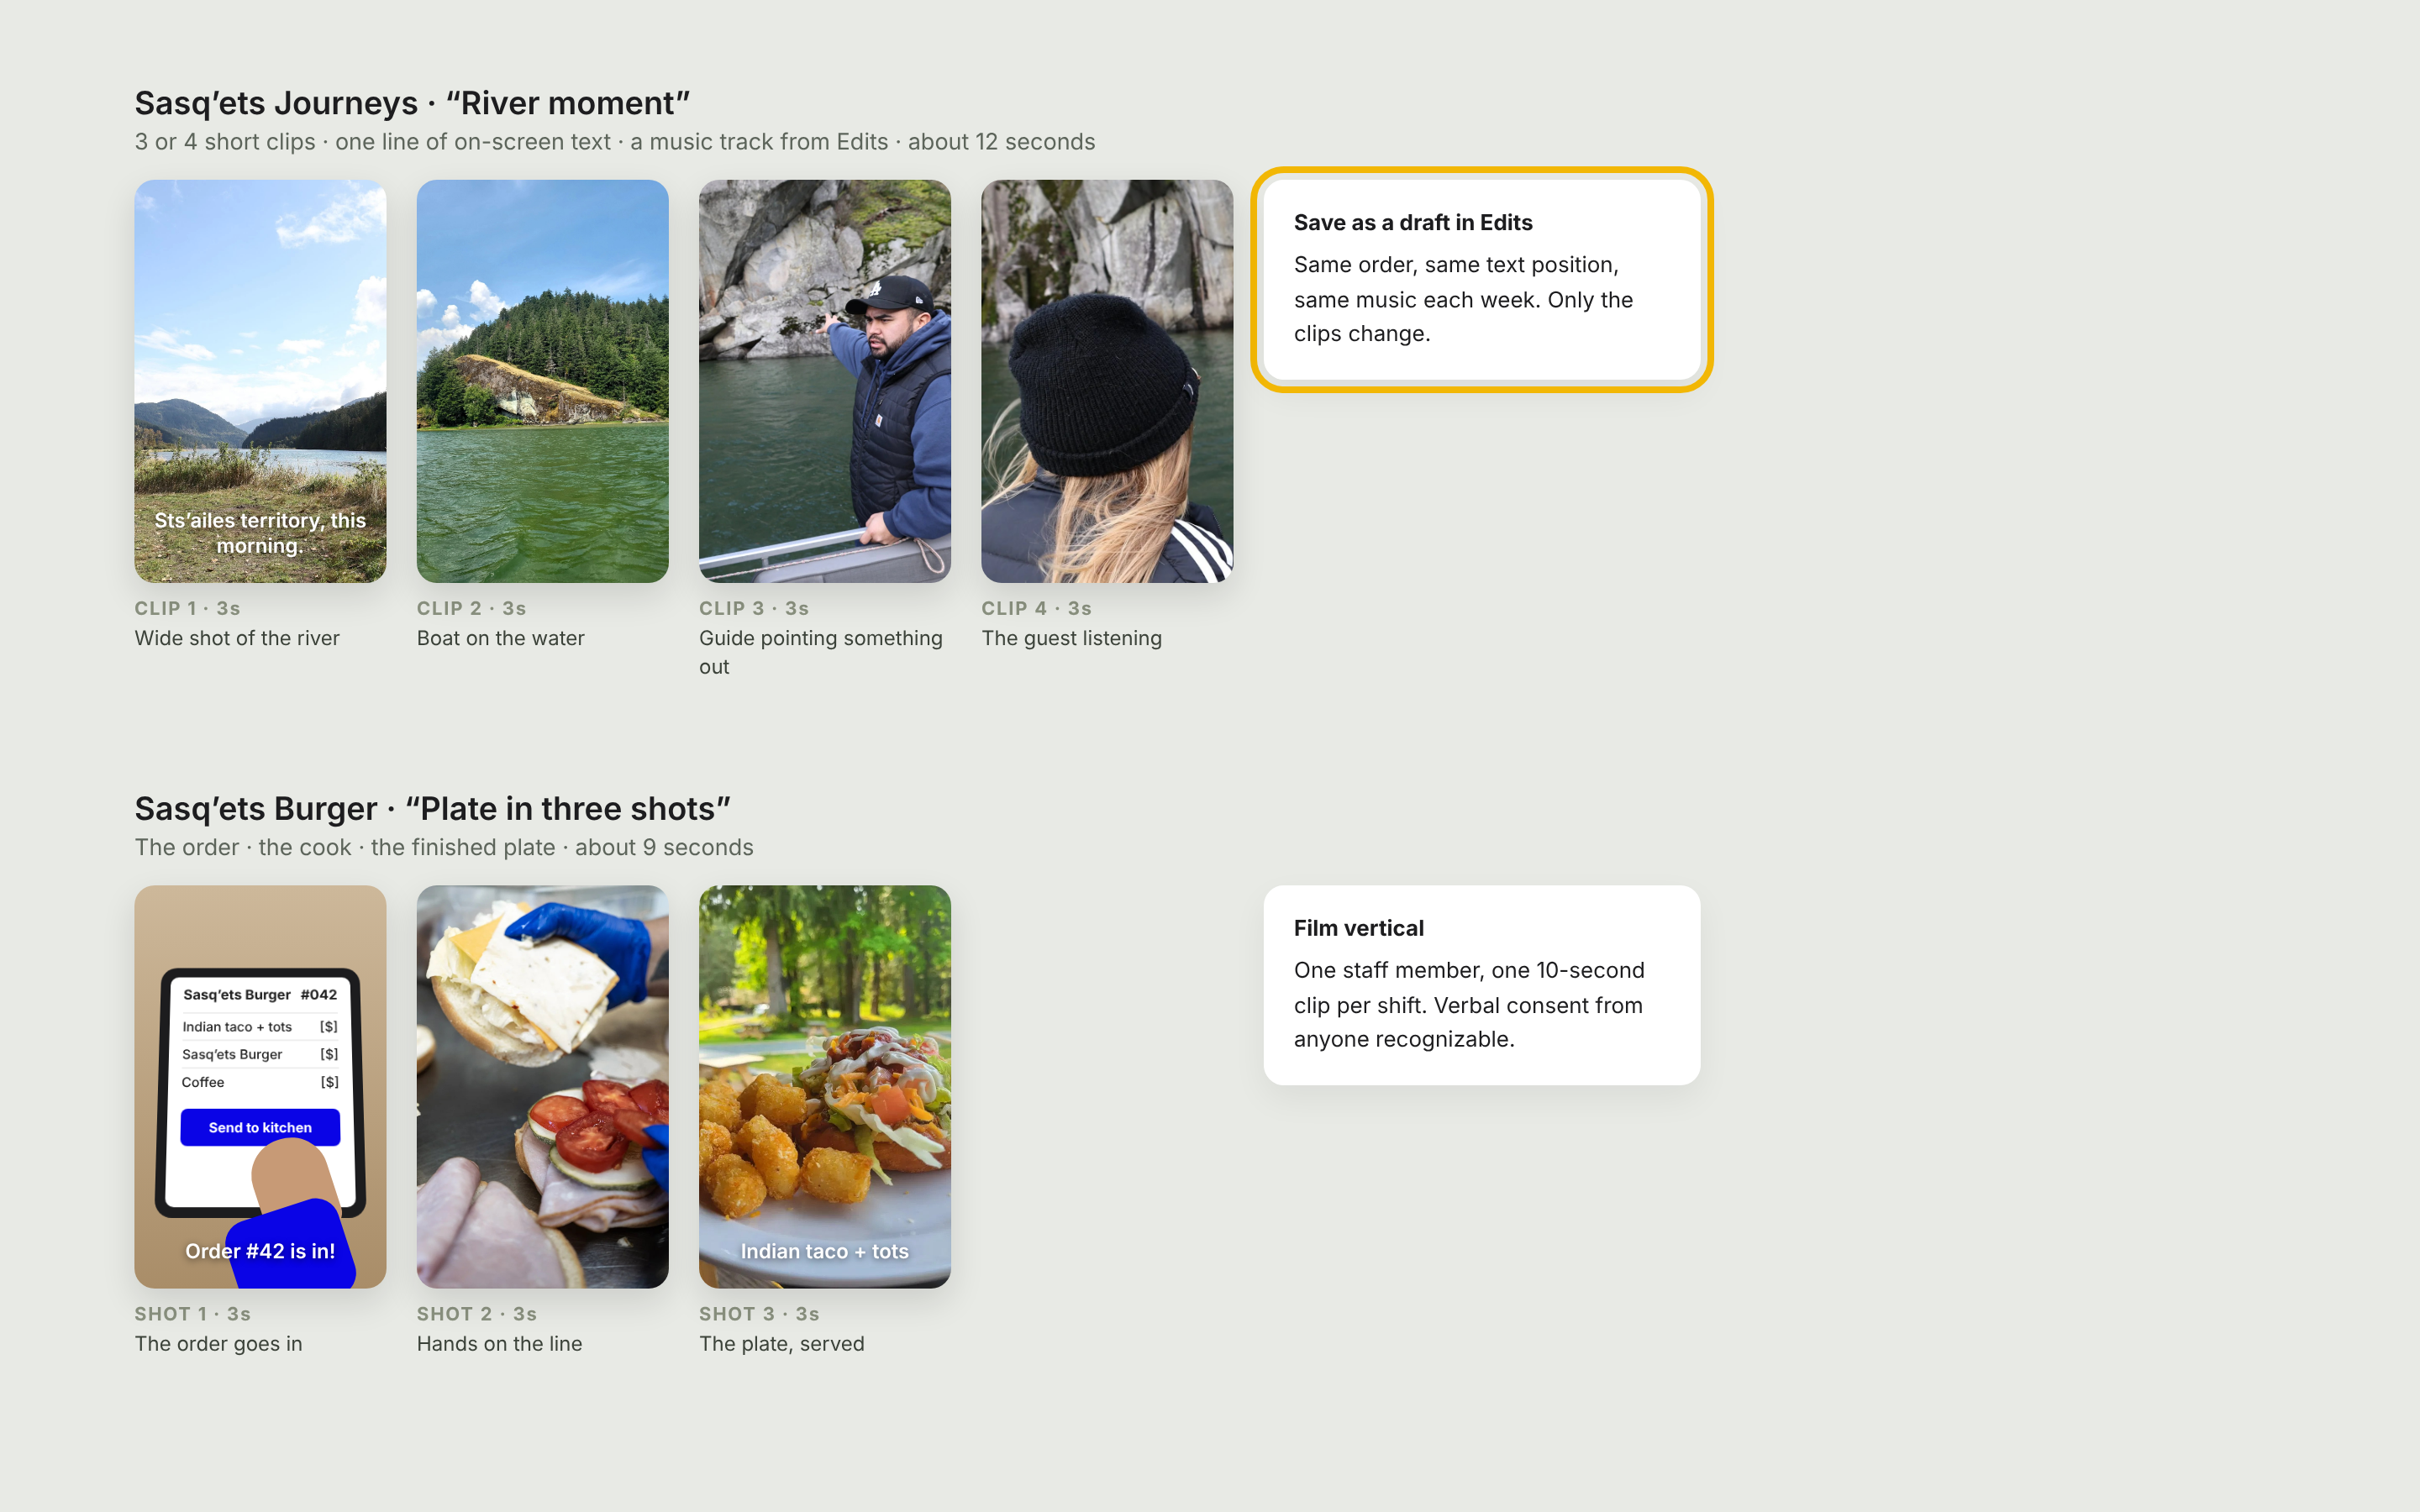 Sasq’ets Journeys · “River moment”
3 or 4 short clips · one line of on-screen text · a music track from Edits · about 12 seconds
Sts’ailes territory, this
morning.
CLIP 1 · 3s
Wide shot of the river
CLIP 2 · 3s
Boat on the water
CLIP 3 · 3s
Guide pointing something
out
CLIP 4 · 3s
The guest listening
Save as a draft in Edits
Same order, same text position,
same music each week. Only the
clips change.
Sasq’ets Burger · “Plate in three shots”
The order · the cook · the finished plate · about 9 seconds
Sasq’ets Burger #042
Indian taco + tots [$]
Sasq’ets Burger [$]
Coffee [$]
Send to kitchen
Order #42 is in!
SHOT 1 · 3s
The order goes in
SHOT 2 · 3s
Hands on the line
Indian taco + tots
SHOT 3 · 3s
The plate, served
Film vertical
One staff member, one 10-second
clip per shift. Verbal consent from
anyone recognizable.